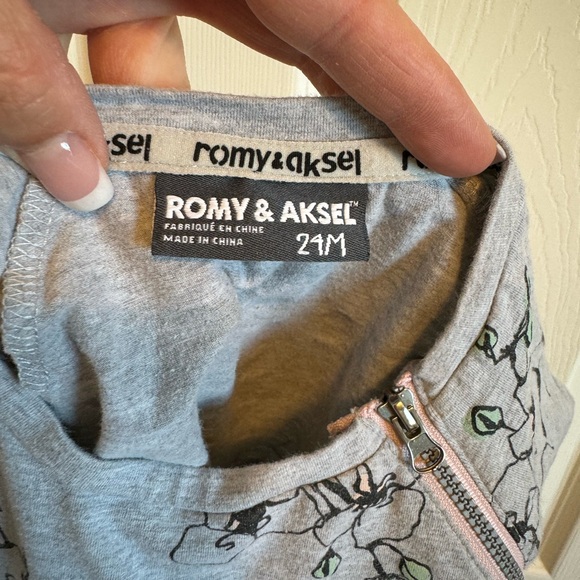 sel romy&aksel r
ROMY & AKSEL™
FABRIQUÉ EN CHINE
MADE IN CHINA
24M